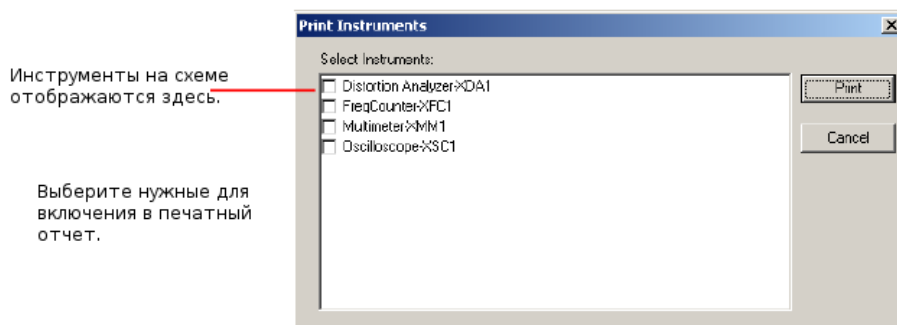 Print Instruments
Select Instruments:
Инструменты на схеме
отображаются здесь.
Distortion Analyzer-XDA1
FreqCounter-XFC1
Multimeter-XMM1
Oscilloscope-XSC1
Print
Cancel
Выберите нужные для
включения в печатный
отчет.